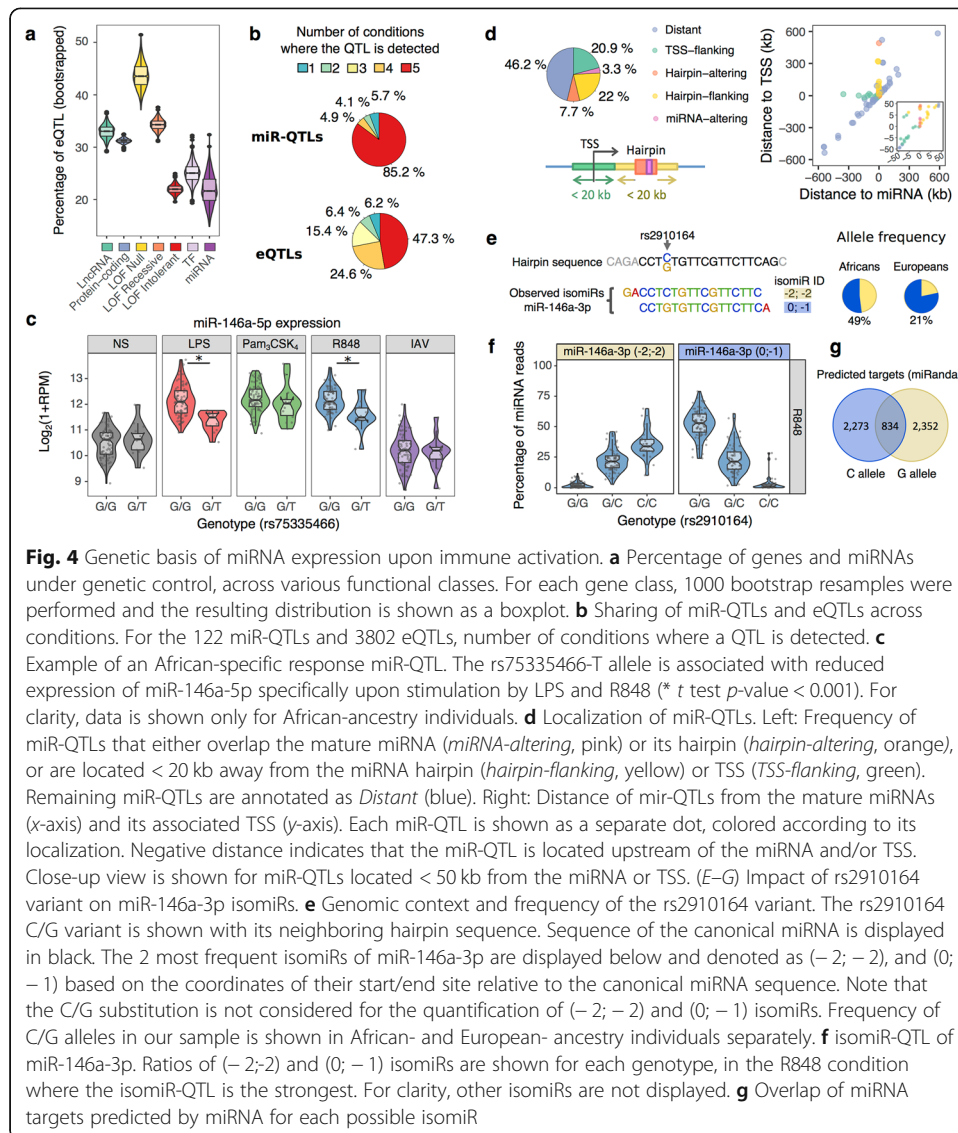 a
Percentage of eQTL (bootstrapped)
50
40
30
20
LncRNA
Protein-coding
LOF Null
LOF Recessive
LOF Intolerant
TF
miRNA
b
Number of conditions
where the QTL is detected
1 2 3 4 5
4.1 %
5.7 %
4.9 %
miR-QTLs
85.2 %
6.4 %
6.2 %
15.4 %
eQTLs
47.3 %
24.6 %
c
miR-146a-5p expression
NS
LPS
Pam3CSK4
R848
IAV
* *
Log2(1+RPM)
13
12
11
10
9
G/G G/T G/G G/T G/G G/T G/G G/T G/G G/T
Genotype (rs75335466)
d
46.2 %
20.9 %
3.3 %
22 %
7.7 %
Distant
TSS-flanking
Hairpin-altering
Hairpin-flanking
miRNA-altering
TSS
Hairpin
< 20 kb
< 20 kb
Distance to TSS (kb)
600
300
0
-300
-600
50
0
-50
-50 0 5 50
-600 -300 0 300 600
Distance to miRNA (kb)
e
rs2910164
Hairpin sequence CAGACCTCTGTTCGTTCTTCAGC
G
isomiR ID
Observed isomiRs GACCTCTGTTCGTTCTTC -2; -2
miR-146a-3p CCTGTGTTCGTTCTTCA 0; -1
Allele frequency
Africans Europeans
49% 21%
f
miR-146a-3p (-2;-2) miR-146a-3p (0;-1)
Percentage of miRNA reads
100
75
50
25
0
R848
G/G G/C C/C G/G G/C C/C
Genotype (rs2910164)
g
Predicted targets (miRanda
2,273 834 2,352
C allele G allele
Fig. 4 Genetic basis of miRNA expression upon immune activation. a Percentage of genes and miRNAs
under genetic control, across various functional classes. For each gene class, 1000 bootstrap resamples were
performed and the resulting distribution is shown as a boxplot. b Sharing of miR-QTLs and eQTLs across
conditions. For the 122 miR-QTLs and 3802 eQTLs, number of conditions where a QTL is detected. c
Example of an African-specific response miR-QTL. The rs75335466-T allele is associated with reduced
expression of miR-146a-5p specifically upon stimulation by LPS and R848 (* t test p-value < 0.001). For
clarity, data is shown only for African-ancestry individuals. d Localization of miR-QTLs. Left: Frequency of
miR-QTLs that either overlap the mature miRNA (miRNA-altering, pink) or its hairpin (hairpin-altering, orange),
or are located < 20 kb away from the miRNA hairpin (hairpin-flanking, yellow) or TSS (TSS-flanking, green).
Remaining miR-QTLs are annotated as Distant (blue). Right: Distance of mir-QTLs from the mature miRNAs
(x-axis) and its associated TSS (y-axis). Each miR-QTL is shown as a separate dot, colored according to its
localization. Negative distance indicates that the miR-QTL is located upstream of the miRNA and/or TSS.
Close-up view is shown for miR-QTLs located < 50 kb from the miRNA or TSS. (E–G) Impact of rs2910164
variant on miR-146a-3p isomiRs. e Genomic context and frequency of the rs2910164 variant. The rs2910164
C/G variant is shown with its neighboring hairpin sequence. Sequence of the canonical miRNA is displayed
in black. The 2 most frequent isomiRs of miR-146a-3p are displayed below and denoted as (− 2; − 2), and (0;
− 1) based on the coordinates of their start/end site relative to the canonical miRNA sequence. Note that
the C/G substitution is not considered for the quantification of (− 2; − 2) and (0; − 1) isomiRs. Frequency of
C/G alleles in our sample is shown in African- and European- ancestry individuals separately. f isomiR-QTL of
miR-146a-3p. Ratios of (− 2;-2) and (0; − 1) isomiRs are shown for each genotype, in the R848 condition
where the isomiR-QTL is the strongest. For clarity, other isomiRs are not displayed. g Overlap of miRNA
targets predicted by miRNA for each possible isomiR